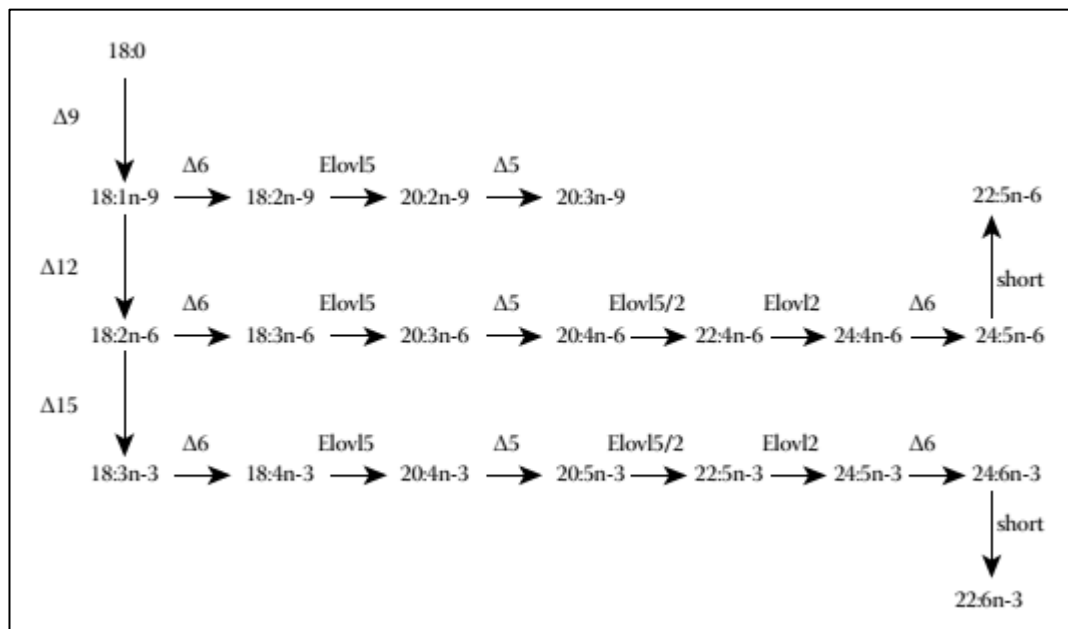 18:0
Δ9
Δ6 Elovl5 Δ5
18:1n-9 18:2n-9 20:2n-9 20:3n-9 22:5n-6
Δ12 short
Δ6 Elovl5 Δ5 Elovl5/2 Elovl2 Δ6
18:2n-6 18:3n-6 20:3n-6 20:4n-6 22:4n-6 24:4n-6 24:5n-6
Δ15
Δ6 Elovl5 Δ5 Elovl5/2 Elovl2 Δ6
18:3n-3 18:4n-3 20:4n-3 20:5n-3 22:5n-3 24:5n-3 24:6n-3
short
22:6n-3